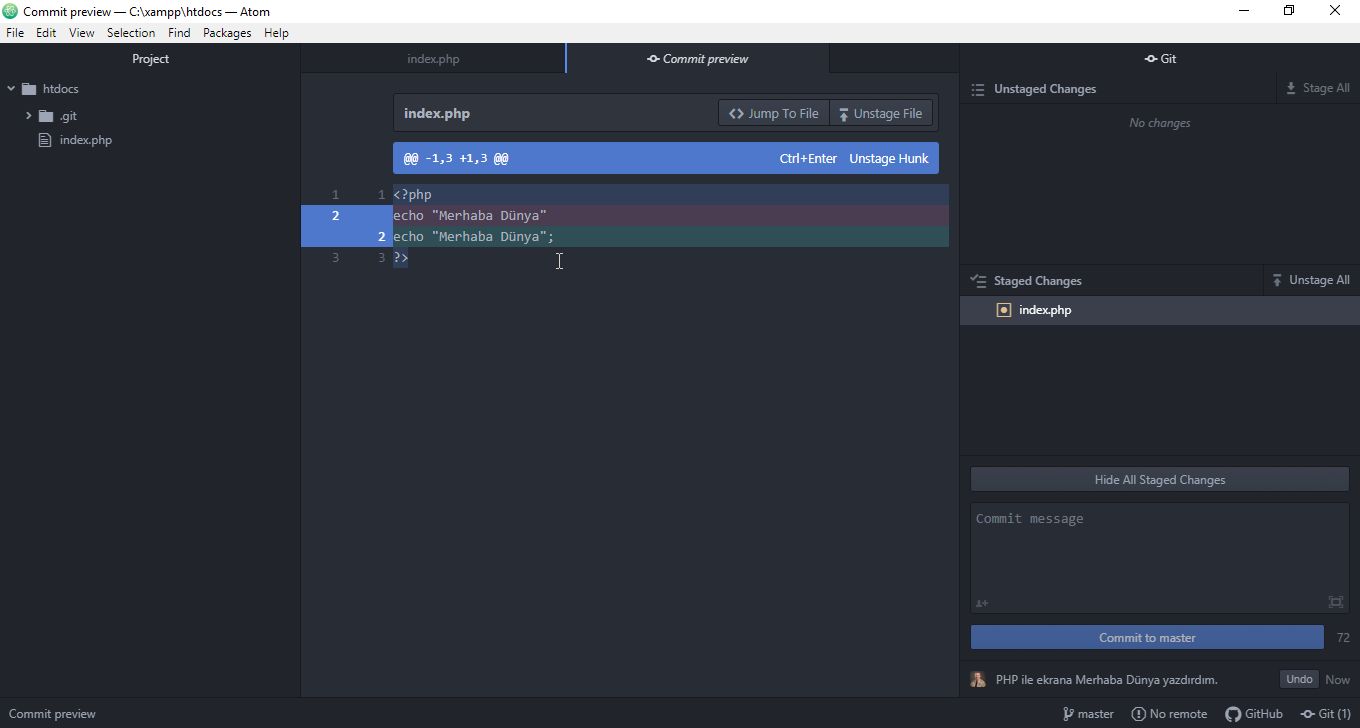 Commit preview — C:\xampp\htdocs — Atom
File Edit View Selection Find Packages Help
Project
index.php
Commit preview
Git
htdocs
.git
index.php
index.php
Jump To File
Unstage File
@@ -1,3 +1,3 @@
Ctrl+Enter Unstage Hunk
1 1 <?php
2 echo "Merhaba Dünya"
2 echo "Merhaba Dünya";
3 3 ?>
Unstaged Changes
Stage All
No changes
Staged Changes
Unstage All
index.php
Hide All Staged Changes
Commit message
Commit to master
72
PHP ile ekrana Merhaba Dünya yazdırdım.
Undo
Now
Commit preview
master
No remote
GitHub
Git (1)